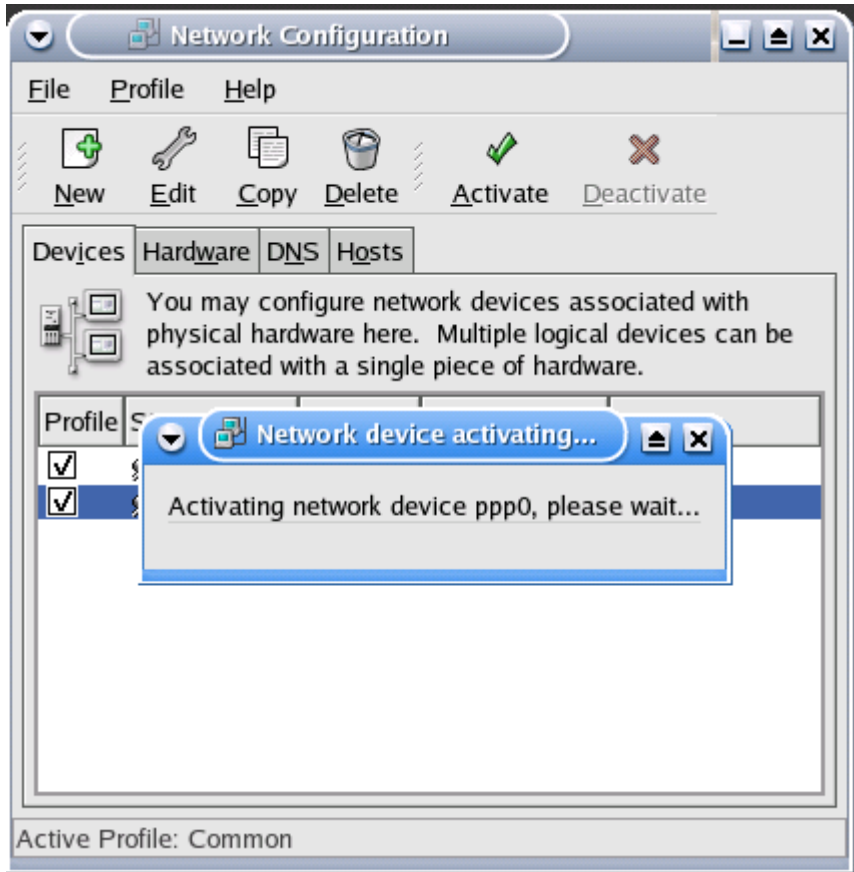 Network Configuration
File Profile Help
New Edit Copy Delete Activate Deactivate
Devices Hardware DNS Hosts
You may configure network devices associated with
physical hardware here. Multiple logical devices can be
associated with a single piece of hardware.
Profile
Network device activating...
Activating network device ppp0, please wait...
Active Profile: Common